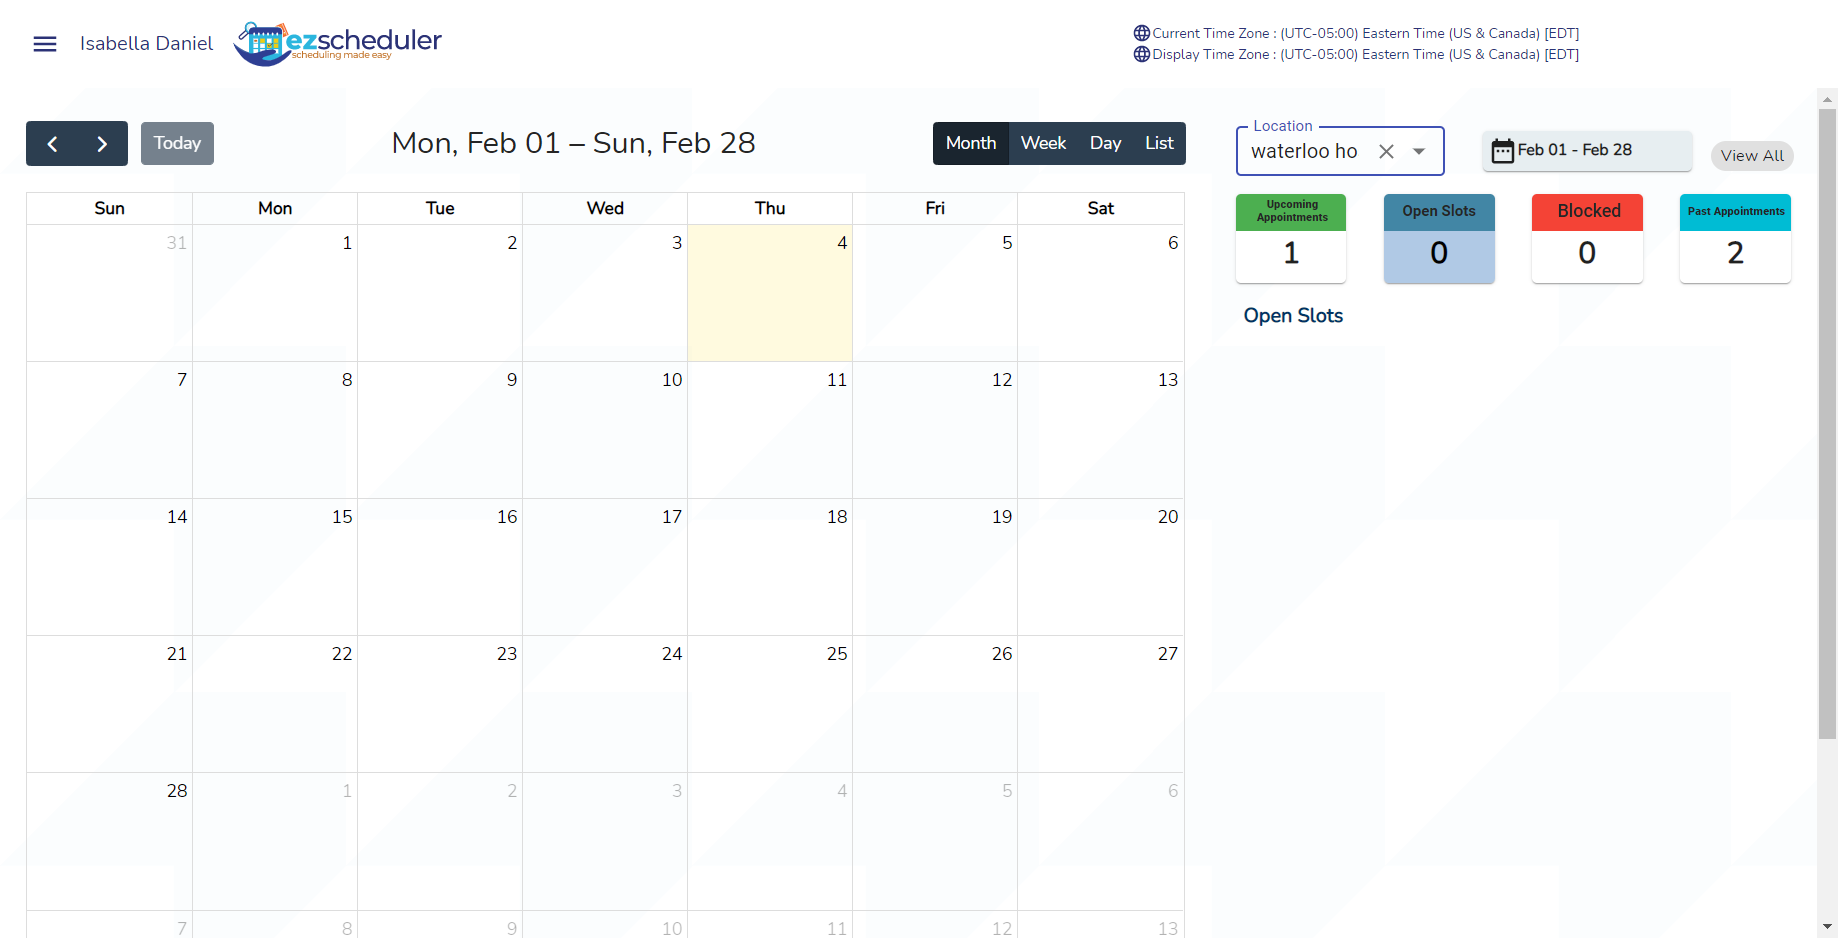 Isabella Daniel
ezscheduler
scheduling made easy
Current Time Zone : (UTC-05:00) Eastern Time (US & Canada) [EDT]
Display Time Zone : (UTC-05:00) Eastern Time (US & Canada) [EDT]
Today
Mon, Feb 01 – Sun, Feb 28
Month Week Day List
Sun Mon Tue Wed Thu Fri Sat
31 1 2 3 4 5 6
7 8 9 10 11 12 13
14 15 16 17 18 19 20
21 22 23 24 25 26 27
28 1 2 3 4 5 6
7 8 9 10 11 12 13
Location
waterloo ho
Feb 01 - Feb 28
View All
Upcoming
Appointments
1
Open Slots
0
Blocked
0
Past Appointments
2
Open Slots